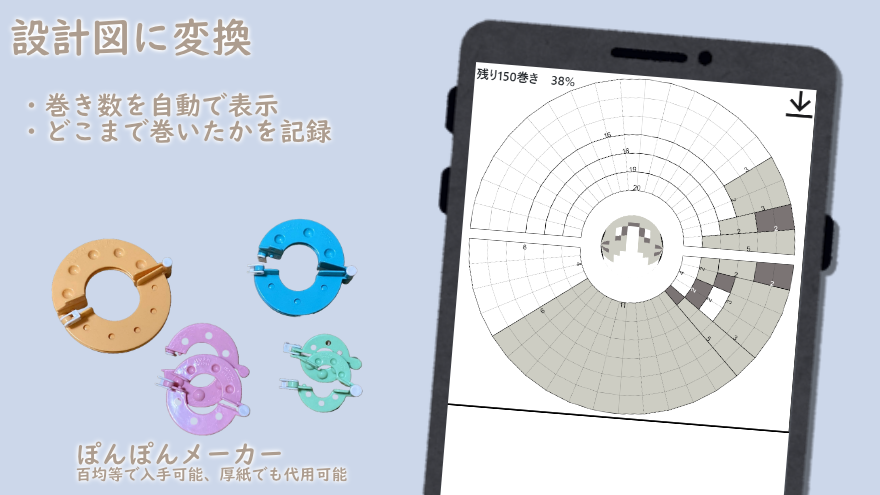 設計図に変換
・巻き数を自動で表示
・どこまで巻いたかを記録
残り150巻き 38%
ぽんぽんメーカー
百均等で入手可能、厚紙でも代用可能